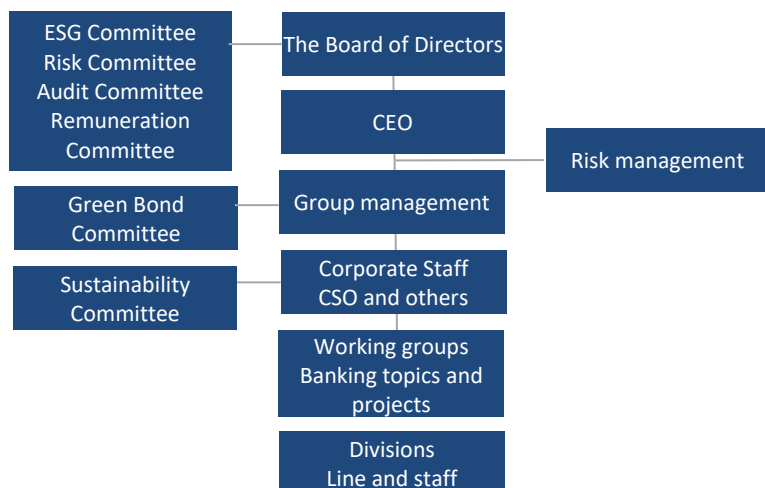 ESG Committee
Risk Committee
Audit Committee
Remuneration
Committee
The Board of Directors
CEO
Risk management
Green Bond
Committee
Group management
Sustainability
Committee
Corporate Staff
CSO and others
Working groups
Banking topics and
projects
Divisions
Line and staff